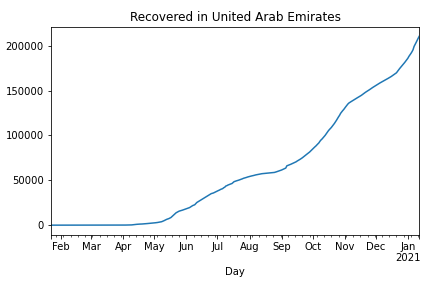 Recovered in United Arab Emirates
200000
150000
100000
50000
0
Feb Mar Apr May Jun Jul Aug Sep Oct Nov Dec Jan
2021
Day